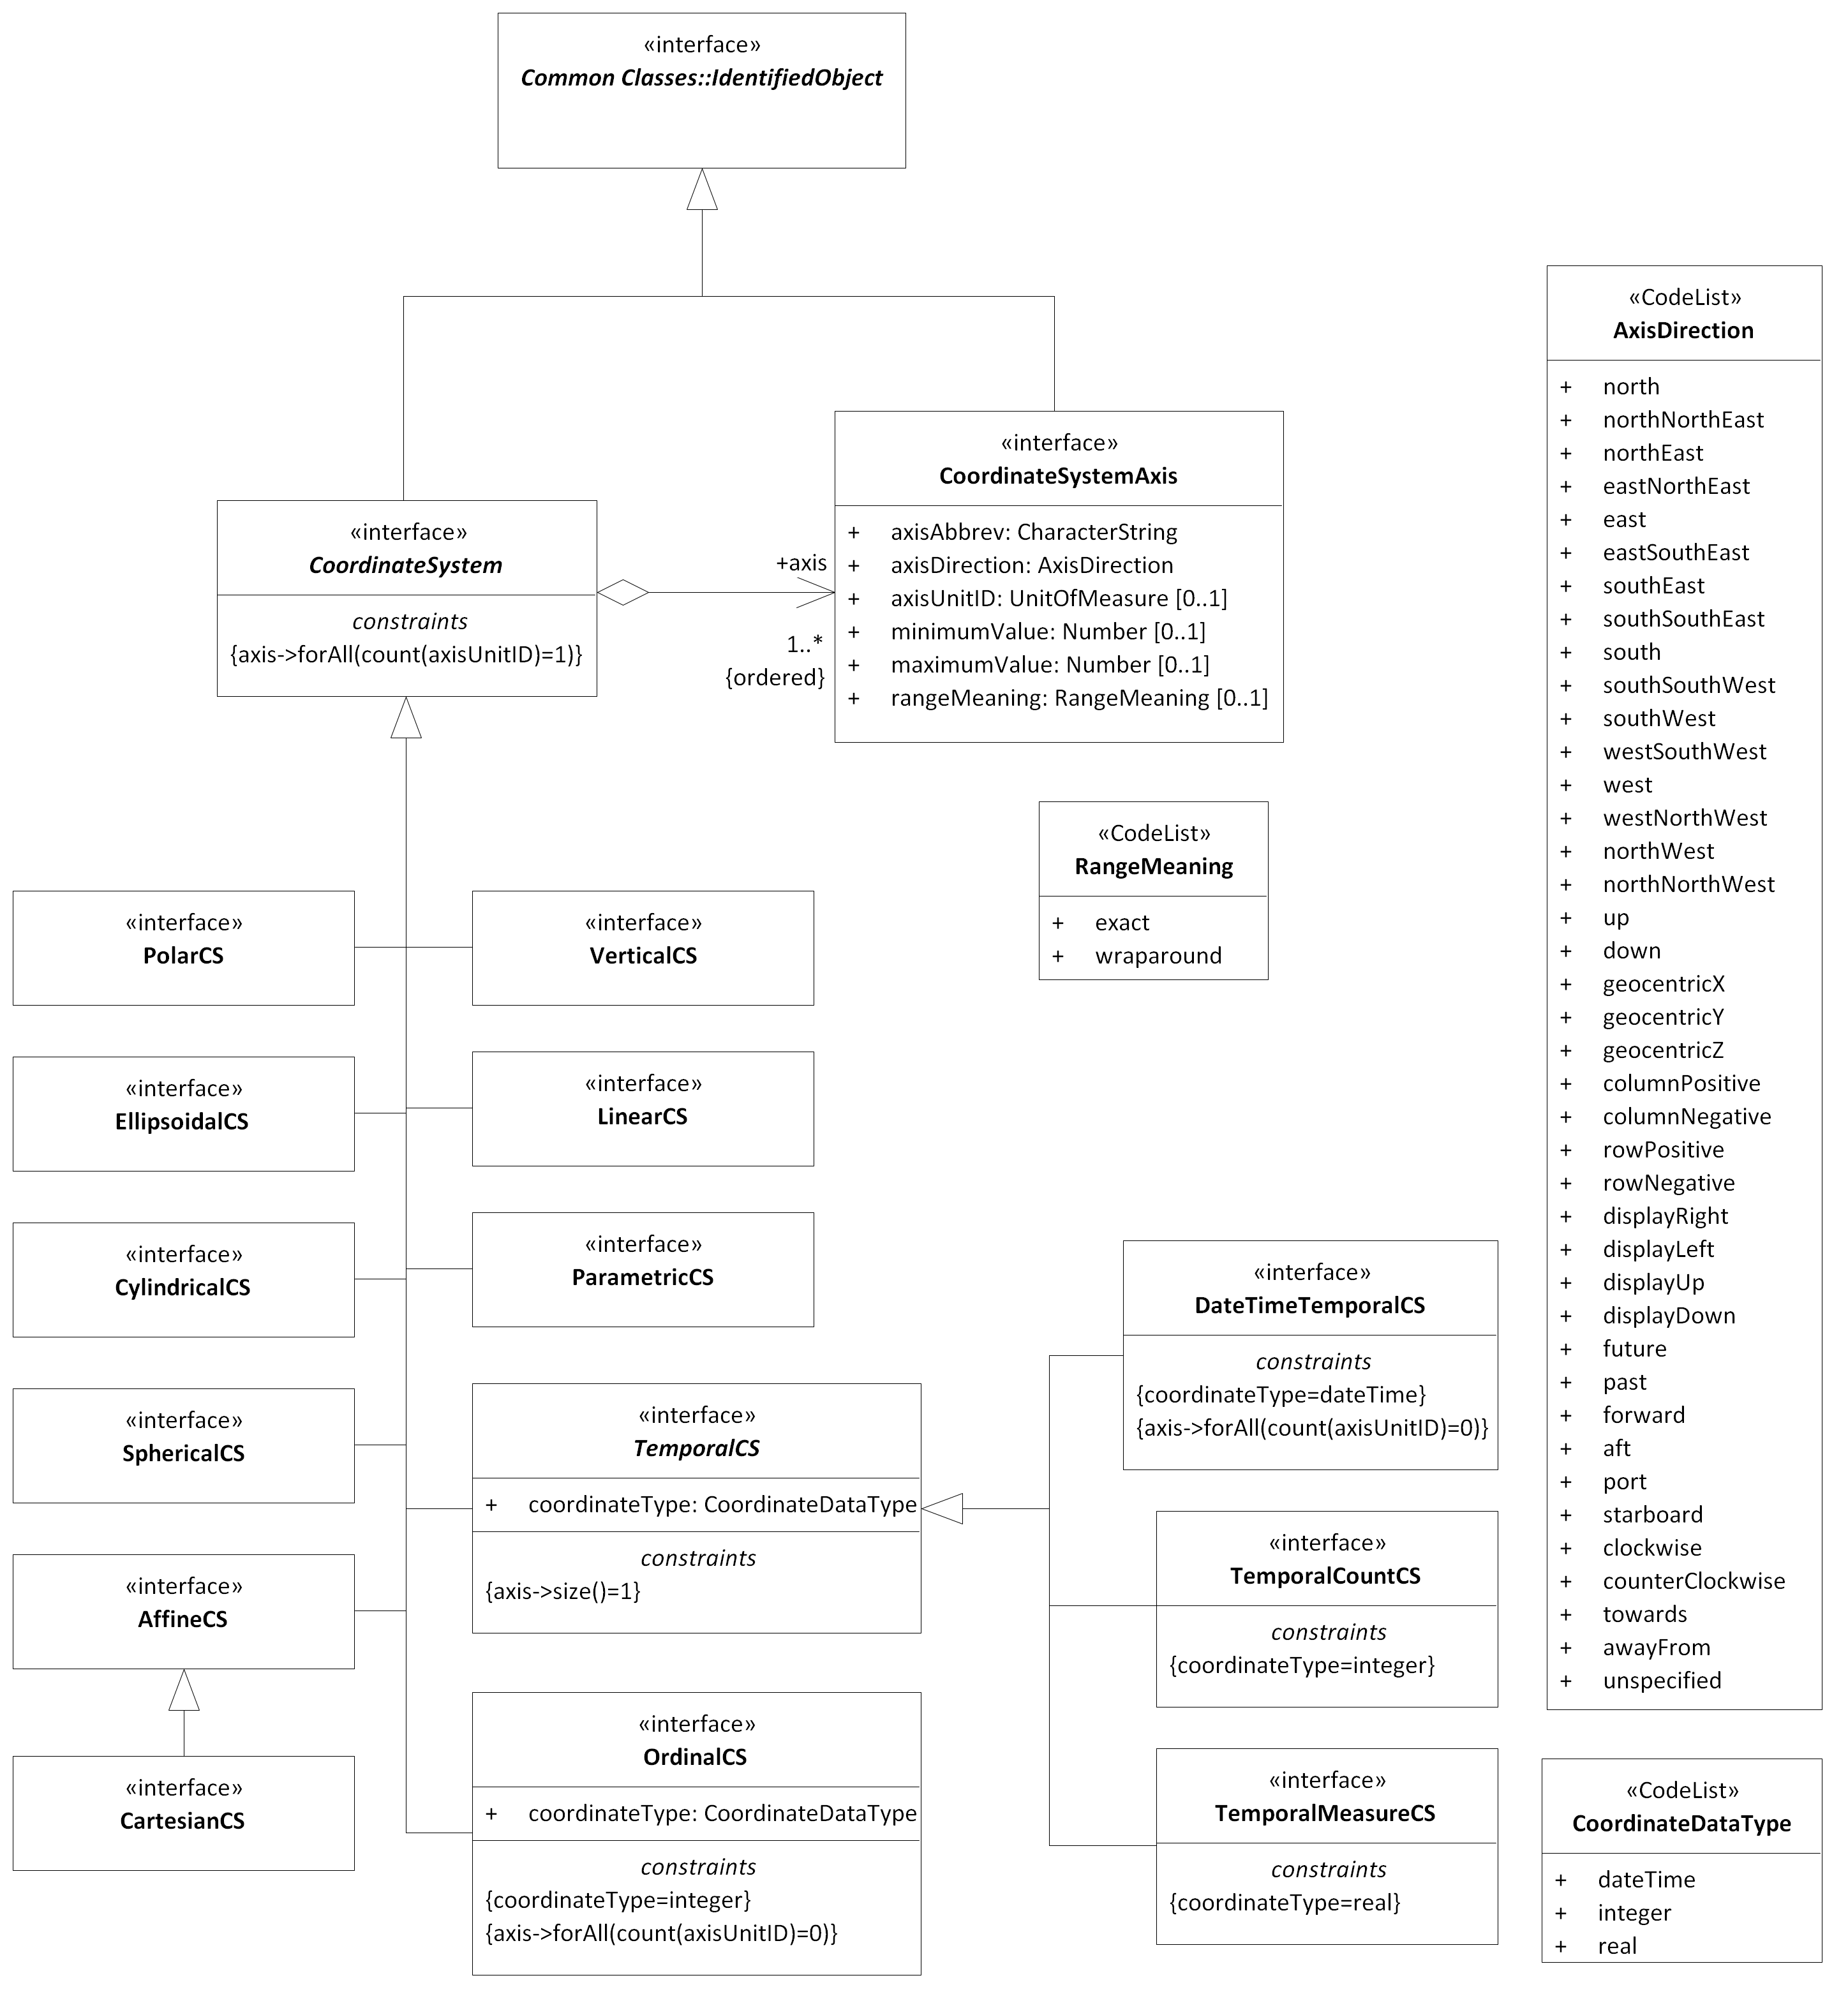 «interface»
Common Classes::IdentifiedObject
«interface»
CoordinateSystem
constraints
{axis->forAll(count(axisUnitID)=1)}
+axis
1..*
{ordered}
«interface»
CoordinateSystemAxis
+ axisAbbrev: CharacterString
+ axisDirection: AxisDirection
+ axisUnitID: UnitOfMeasure [0..1]
+ minimumValue: Number [0..1]
+ maximumValue: Number [0..1]
+ rangeMeaning: RangeMeaning [0..1]
«CodeList»
RangeMeaning
+ exact
+ wraparound
«interface»
PolarCS
«interface»
VerticalCS
«interface»
EllipsoidalCS
«interface»
LinearCS
«interface»
CylindricalCS
«interface»
ParametricCS
«interface»
SphericalCS
«interface»
TemporalCS
+ coordinateType: CoordinateDataType
constraints
{axis->size()=1}
«interface»
AffineCS
«interface»
CartesianCS
«interface»
OrdinalCS
+ coordinateType: CoordinateDataType
constraints
{coordinateType=integer}
{axis->forAll(count(axisUnitID)=0)}
«interface»
DateTimeTemporalCS
constraints
{coordinateType=dateTime}
{axis->forAll(count(axisUnitID)=0)}
«interface»
TemporalCountCS
constraints
{coordinateType=integer}
«interface»
TemporalMeasureCS
constraints
{coordinateType=real}
«CodeList»
AxisDirection
+ north
+ northNorthEast
+ northEast
+ eastNorthEast
+ east
+ eastSouthEast
+ southEast
+ southSouthEast
+ south
+ southSouthWest
+ southWest
+ westSouthWest
+ west
+ westNorthWest
+ northWest
+ northNorthWest
+ up
+ down
+ geocentricX
+ geocentricY
+ geocentricZ
+ columnPositive
+ columnNegative
+ rowPositive
+ rowNegative
+ displayRight
+ displayLeft
+ displayUp
+ displayDown
+ future
+ past
+ forward
+ aft
+ port
+ starboard
+ clockwise
+ counterClockwise
+ towards
+ awayFrom
+ unspecified
«CodeList»
CoordinateDataType
+ dateTime
+ integer
+ real